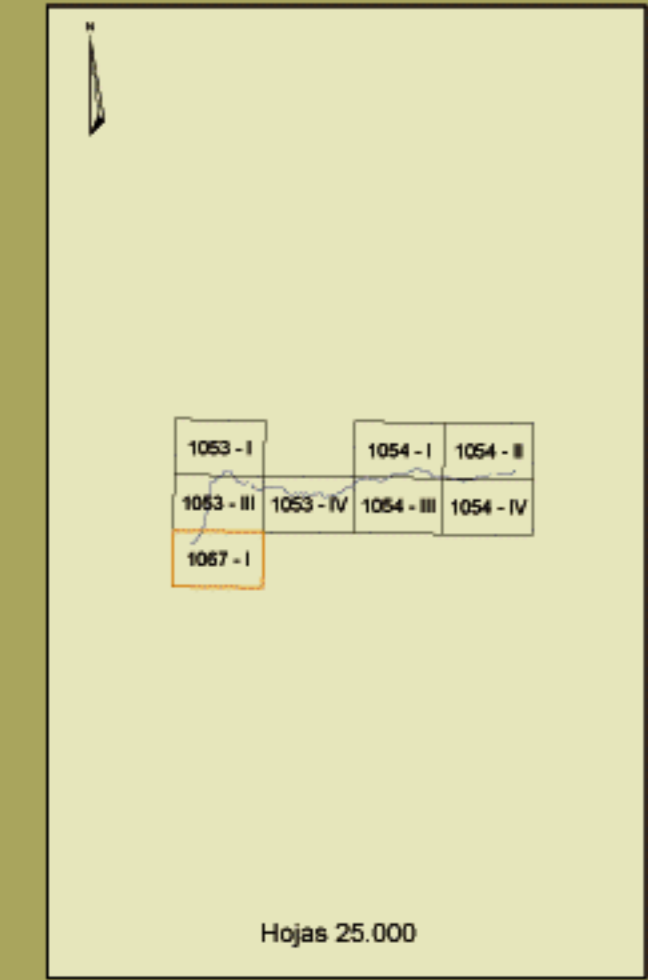 N
1053 - I
1054 - I
1054 - II
1053 - III
1053 - IV
1054 - III
1054 - IV
1067 - I
Hojas 25.000